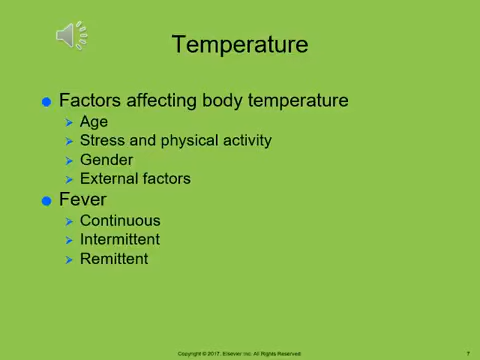 Temperature
Factors affecting body temperature
Age
Stress and physical activity
Gender
External factors
Fever
Continuous
Intermittent
Remittent
Copyright © 2017, Elsevier Inc. All Rights Reserved.
7